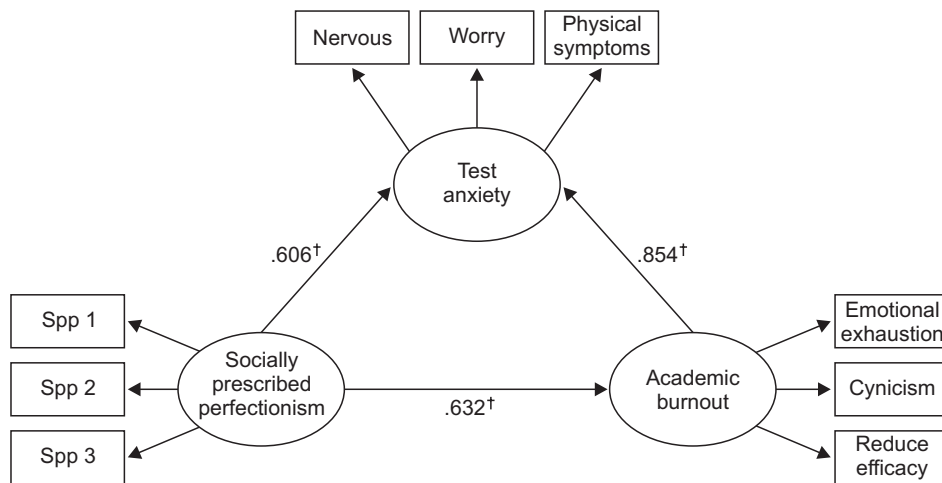 Nervous
Worry
Physical
symptoms
Test
anxiety
.606†
.854†
Spp 1
Spp 2
Spp 3
Socially
prescribed
perfectionism
.632†
Academic
burnout
Emotional
exhaustion
Cynicism
Reduce
efficacy